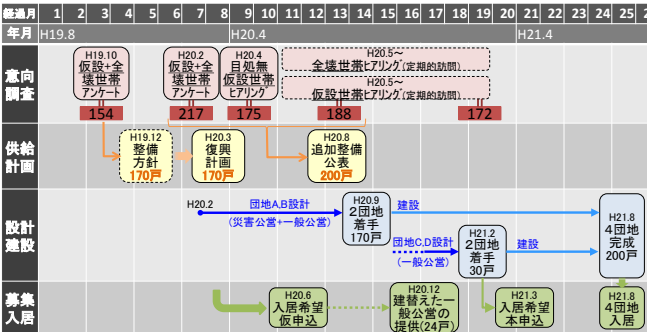 経過月 1 2 3 4 5 6 7 8 9 10 11 12 13 14 15 16 17 18 19 20 21 22 23 24 25
年月 H19.8 H20.4 H21.4
意向
調査
H19.10
仮設+全
壊世帯
アンケート
154
H20.2
仮設+全
壊世帯
アンケート
217
H20.4
目処無
仮設世帯
ヒアリング
175
H20.5~
全壊世帯ヒアリング(定期的訪問)
H20.5~
仮設世帯ヒアリング(定期的訪問)
188
172
供給
計画
H19.12
整備
方針
170戸
H20.3
復興
計画
170戸
H20.8
追加整備
公表
200戸
設計
建設
H20.2
団地A,B設計
(災害公営+一般公営)
H20.9
2団地
着手
170戸
建設
団地C,D設計
(一般公営)
H21.2
2団地
着手
30戸
建設
H21.8
4団地
完成
200戸
募集
入居
H20.6
入居希望
仮申込
H20.12
建替えた一
般公営の
提供(24戸)
H21.3
入居希望
本申込
H21.8
4団地
入居